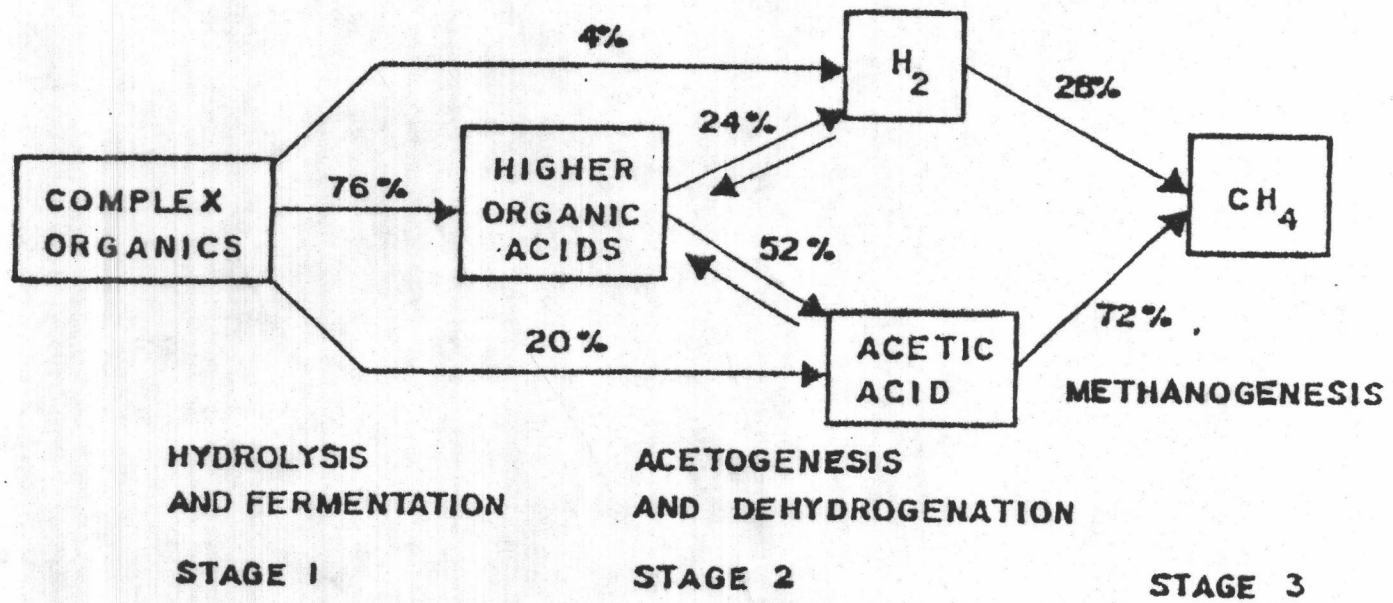 4%
H2
28%
24%
HIGHER
ORGANIC
ACIDS
COMPLEX
ORGANICS
76%
CH4
52%
72%
20%
ACETIC
ACID
METHANOGENESIS
HYDROLYSIS
AND FERMENTATION
ACETOGENESIS
AND DEHYDROGENATION
STAGE 1
STAGE 2
STAGE 3